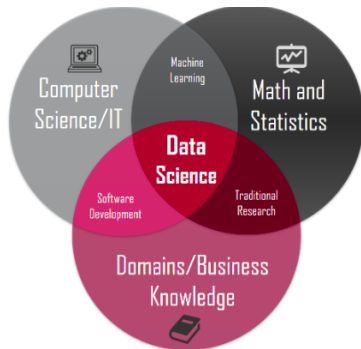 Machine
Learning
Computer
Science/IT
Math and
Statistics
Data
Science
Software
Development
Traditional
Research
Domains/Business
Knowledge